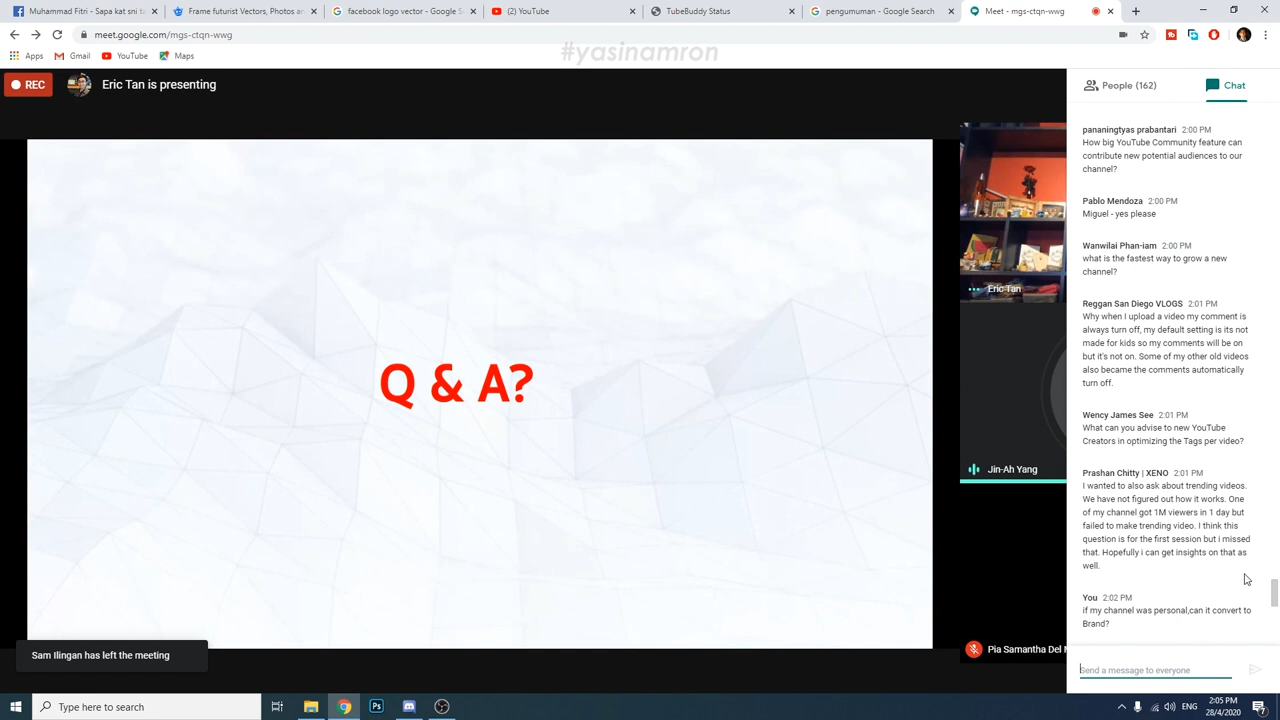 Muhammad Fitri - Sapa kat sni ta
Frame futurist Vectors, Photos an
facebook logo vector - Google S
(2) YouTube
TubeBuddy Status
pengumuman - Google Search
Meet - mgs-ctqn-wwg
meet.google.com/mgs-ctqn-wwg
Apps
Gmail
YouTube
Maps
#yasinamron
REC
Eric Tan is presenting
People (162)
Chat
Q & A?
Eric Tan
Jin-Ah Yang
Pia Samantha Del M
Sam Ilingan has left the meeting
pananingtyas prabantari 2:00 PM
How big YouTube Community feature can
contribute new potential audiences to our
channel?
Pablo Mendoza 2:00 PM
Miguel - yes please
Wanwilai Phan-iam 2:00 PM
what is the fastest way to grow a new
channel?
Reggan San Diego VLOGS 2:01 PM
Why when I upload a video my comment is
always turn off, my default setting is its not
made for kids so my comments will be on
but it's not on. Some of my other old videos
also became the comments automatically
turn off.
Wency James See 2:01 PM
What can you advise to new YouTube
Creators in optimizing the Tags per video?
Prashan Chitty | XENO 2:01 PM
I wanted to also ask about trending videos.
We have not figured out how it works. One
of my channel got 1M viewers in 1 day but
failed to make trending video. I think this
question is for the first session but i missed
that. Hopefully i can get insights on that as
well.
You 2:02 PM
if my channel was personal,can it convert to
Brand?
Send a message to everyone
Type here to search
Ps
ENG
2:05 PM
28/4/2020
7